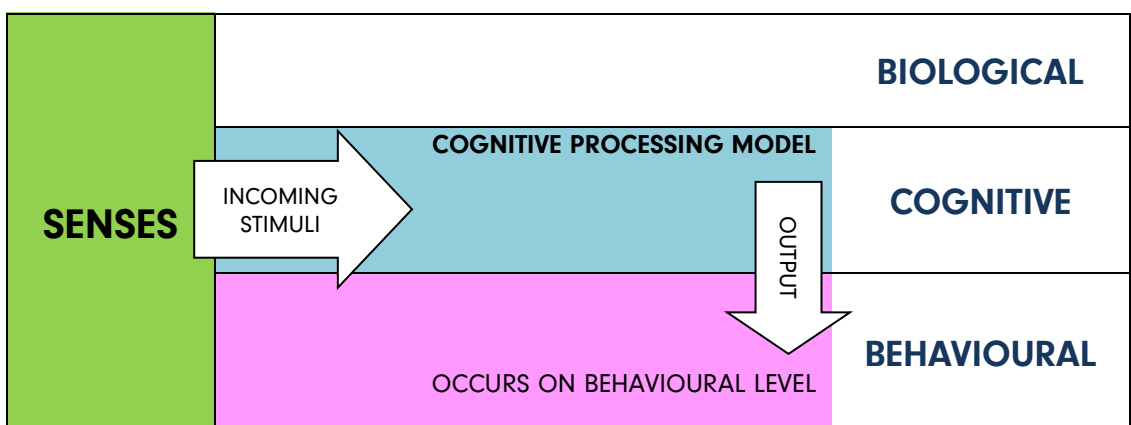 BIOLOGICAL
COGNITIVE PROCESSING MODEL
SENSES
INCOMING
STIMULI
OUTPUT
COGNITIVE
BEHAVIOURAL
OCCURS ON BEHAVIOURAL LEVEL